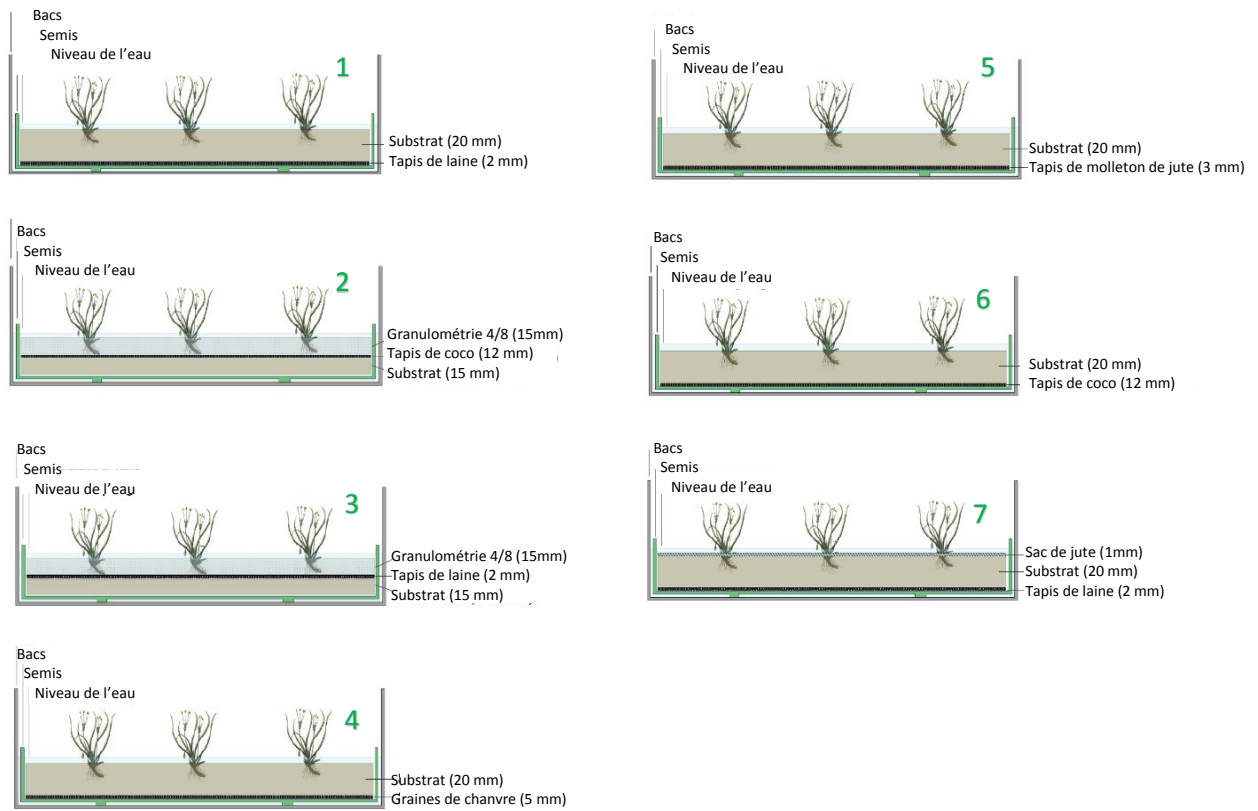 Bacs
Semis
Niveau de l’eau
1
Substrat (20 mm)
Tapis de laine (2 mm)
Bacs
Semis
Niveau de l’eau
2
Granulométrie 4/8 (15mm)
Tapis de coco (12 mm)
Substrat (15 mm)
Bacs
Semis
Niveau de l’eau
3
Granulométrie 4/8 (15mm)
Tapis de laine (2 mm)
Substrat (15 mm)
Bacs
Semis
Niveau de l’eau
4
Substrat (20 mm)
Graines de chanvre (5 mm)
Bacs
Semis
Niveau de l’eau
5
Substrat (20 mm)
Tapis de molleton de jute (3 mm)
Bacs
Semis
Niveau de l’eau
6
Substrat (20 mm)
Tapis de coco (12 mm)
Bacs
Semis
Niveau de l’eau
7
Sac de jute (1mm)
Substrat (20 mm)
Tapis de laine (2 mm)